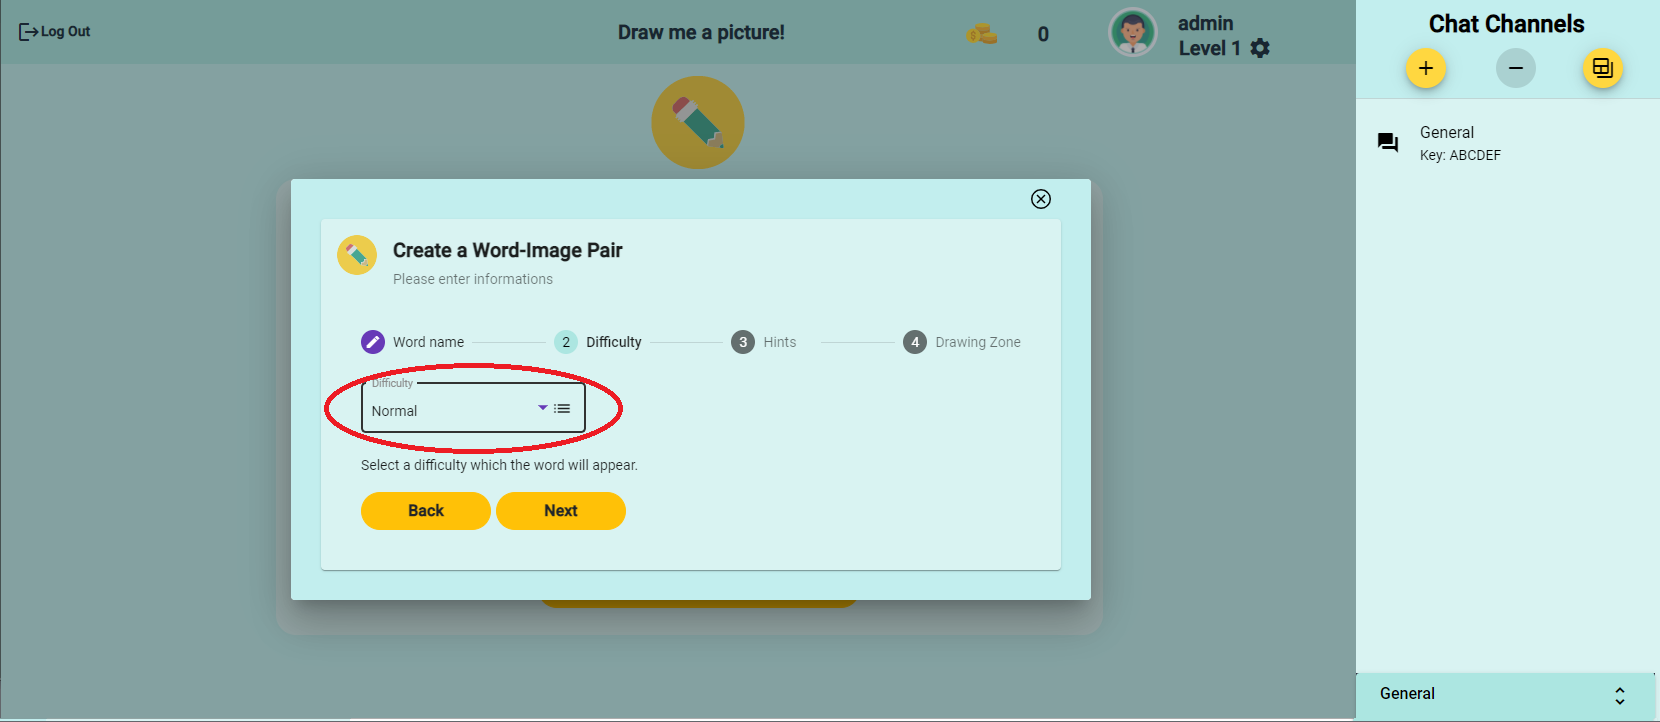 Log Out
Draw me a picture!
0
admin
Level 1
Chat Channels
General
Key: ABCDEF
Create a Word-Image Pair
Please enter informations
Word name
2 Difficulty
3 Hints
4 Drawing Zone
Difficulty
Normal
Select a difficulty which the word will appear.
Back
Next
General